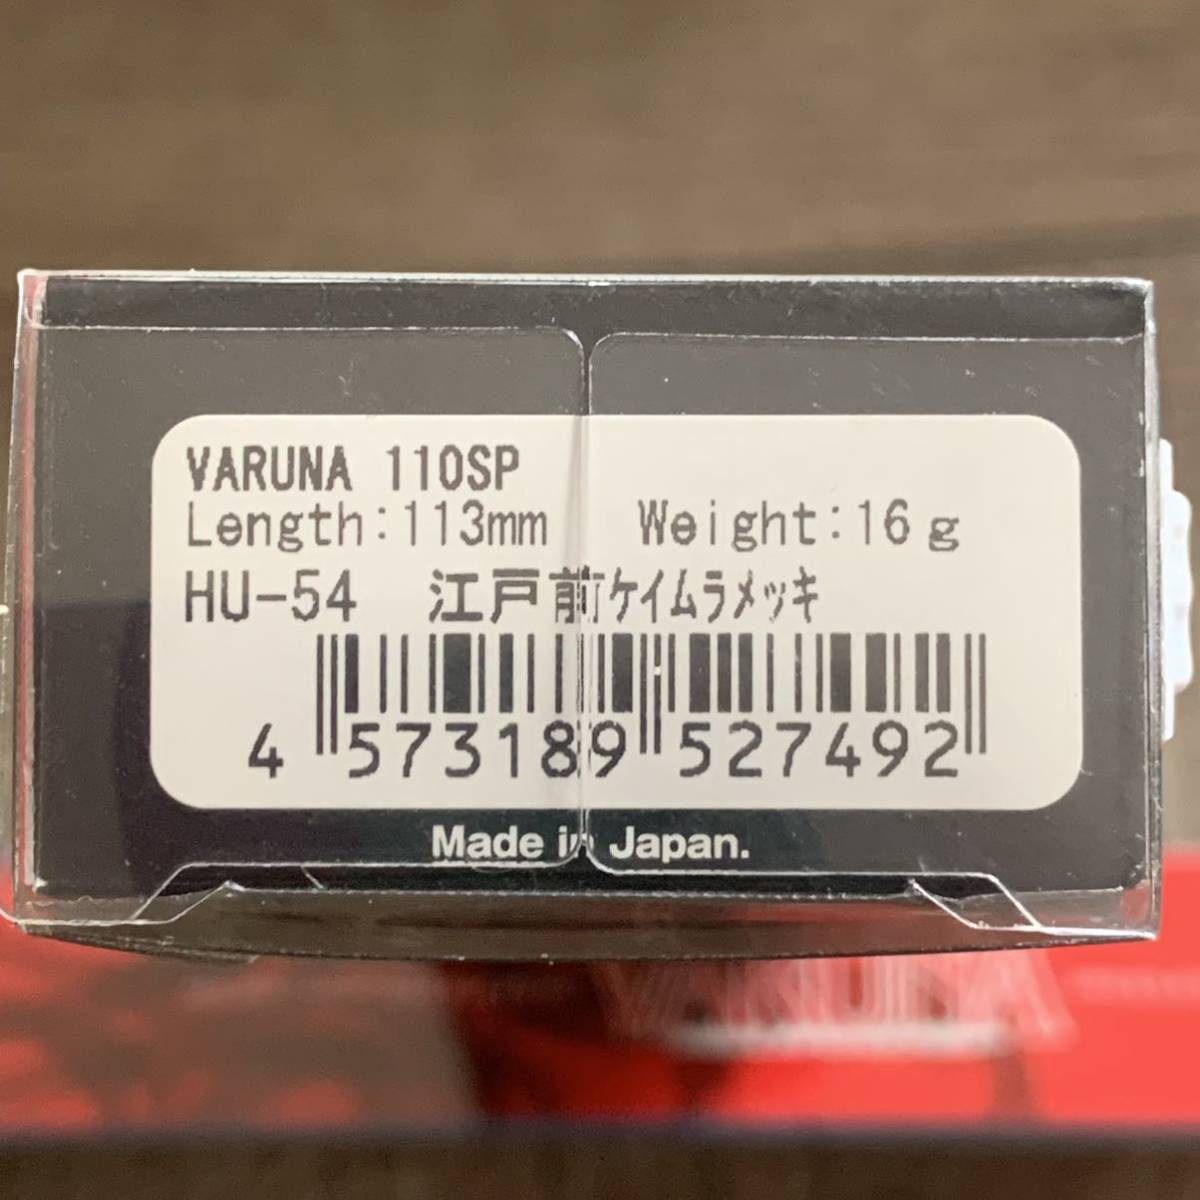 VARUNA 110SP
Length:113mm Weight:16g
HU-54 江戸前ケイムラメッキ
4 573189 527492
Made in Japan.
VARUNA